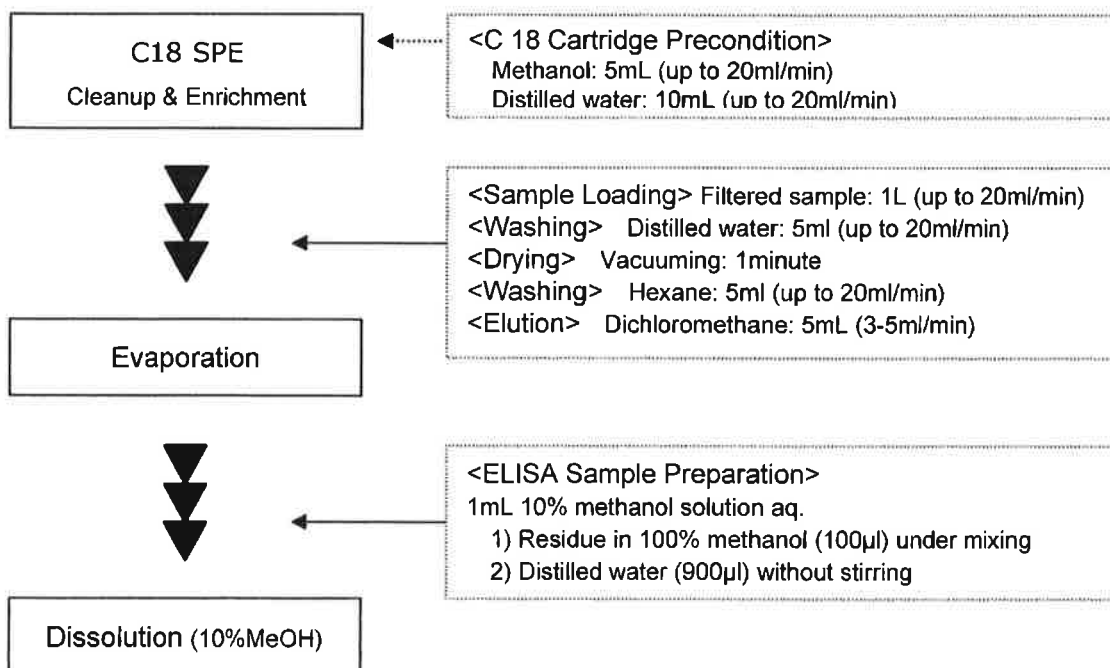 C18 SPE
Cleanup & Enrichment
<C 18 Cartridge Precondition>
Methanol: 5mL (up to 20ml/min)
Distilled water: 10mL (up to 20ml/min)
<Sample Loading> Filtered sample: 1L (up to 20ml/min)
<Washing> Distilled water: 5ml (up to 20ml/min)
<Drying> Vacuuming: 1minute
<Washing> Hexane: 5ml (up to 20ml/min)
<Elution> Dichloromethane: 5mL (3-5ml/min)
Evaporation
<ELISA Sample Preparation>
1mL 10% methanol solution aq.
1) Residue in 100% methanol (100µl) under mixing
2) Distilled water (900µl) without stirring
Dissolution (10%MeOH)